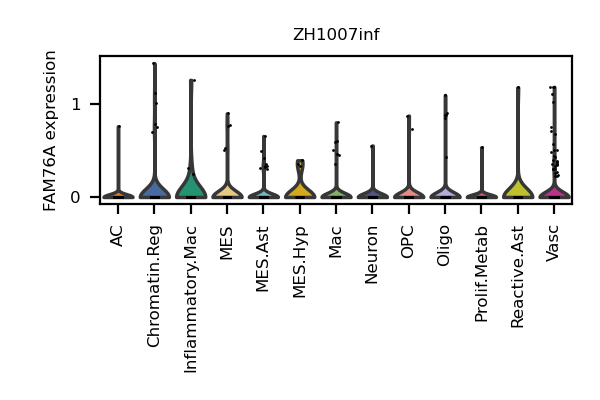 ZH1007inf
FAM76A expression
1
0
AC
Chromatin.Reg
Inflammatory.Mac
MES
MES.Ast
MES.Hyp
Mac
Neuron
OPC
Oligo
Prolif.Metab
Reactive.Ast
Vasc